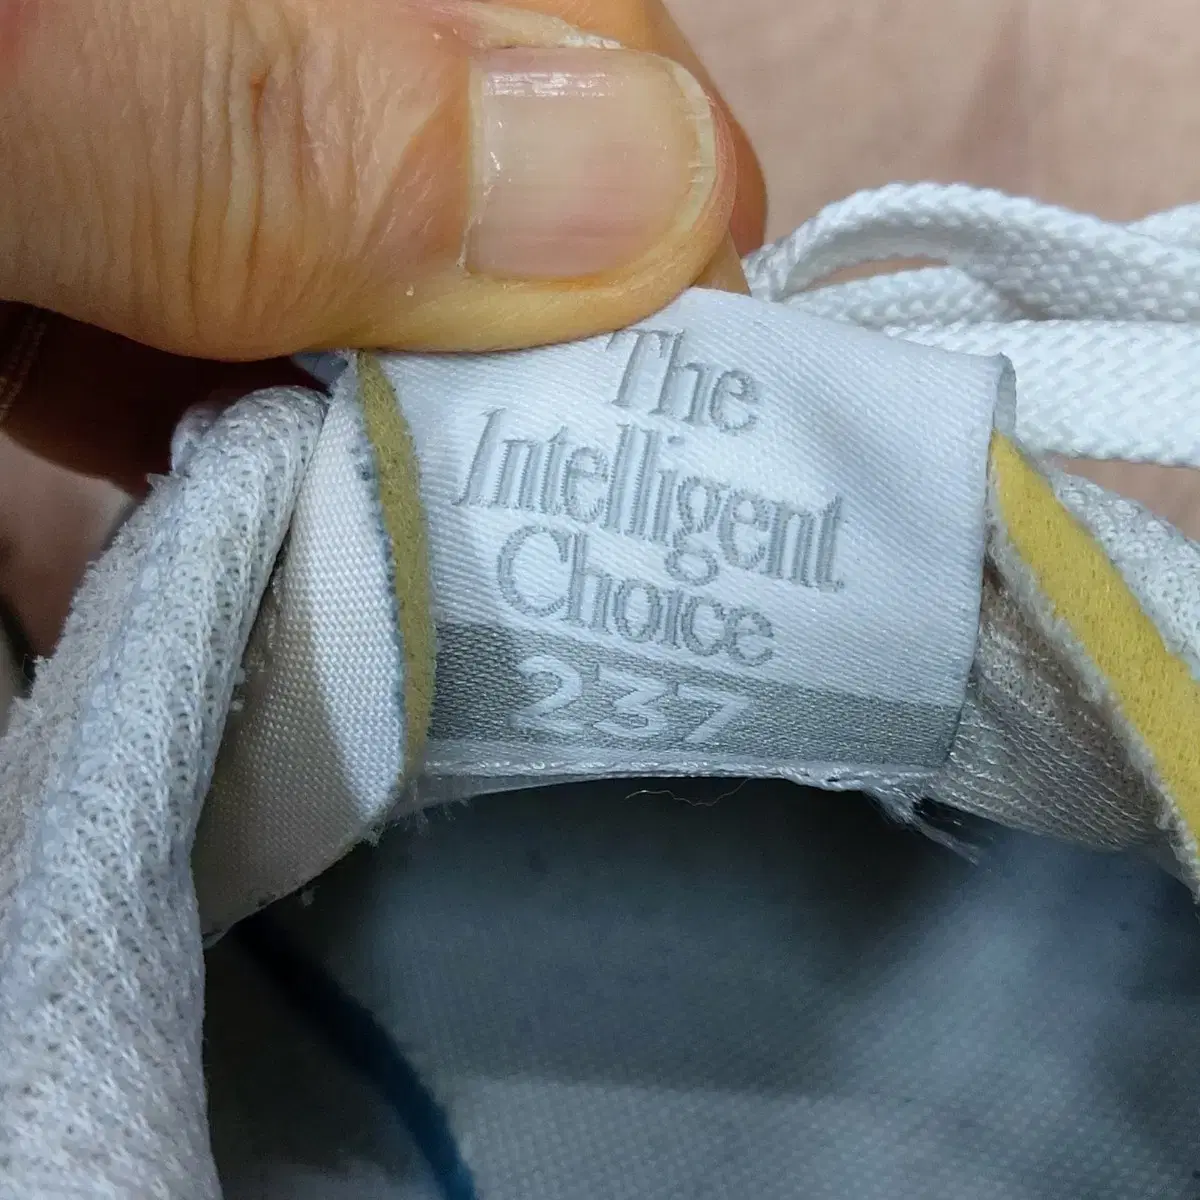 The
Intelligent
Choice
237